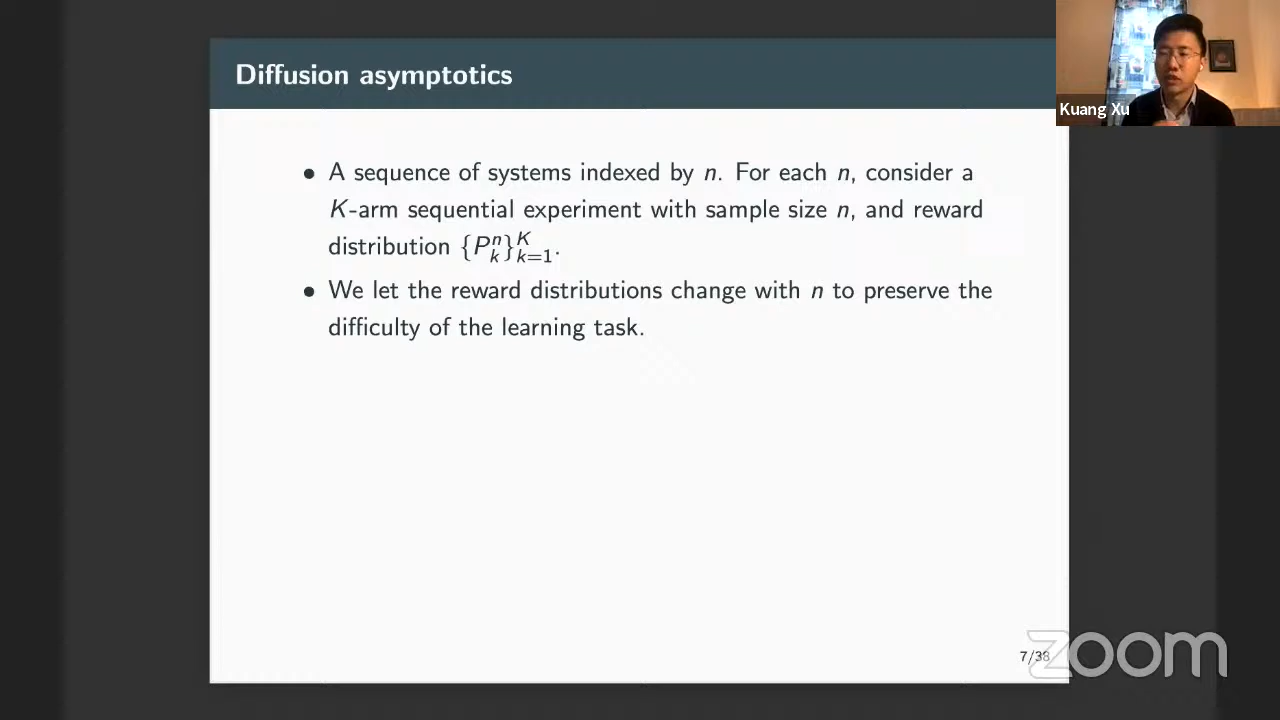 Diffusion asymptotics
Kuang Xu
• A sequence of systems indexed by n. For each n, consider a
K-arm sequential experiment with sample size n, and reward
distribution {P_k^n}_{k=1}^K.
• We let the reward distributions change with n to preserve the
difficulty of the learning task.
7/38
zoom